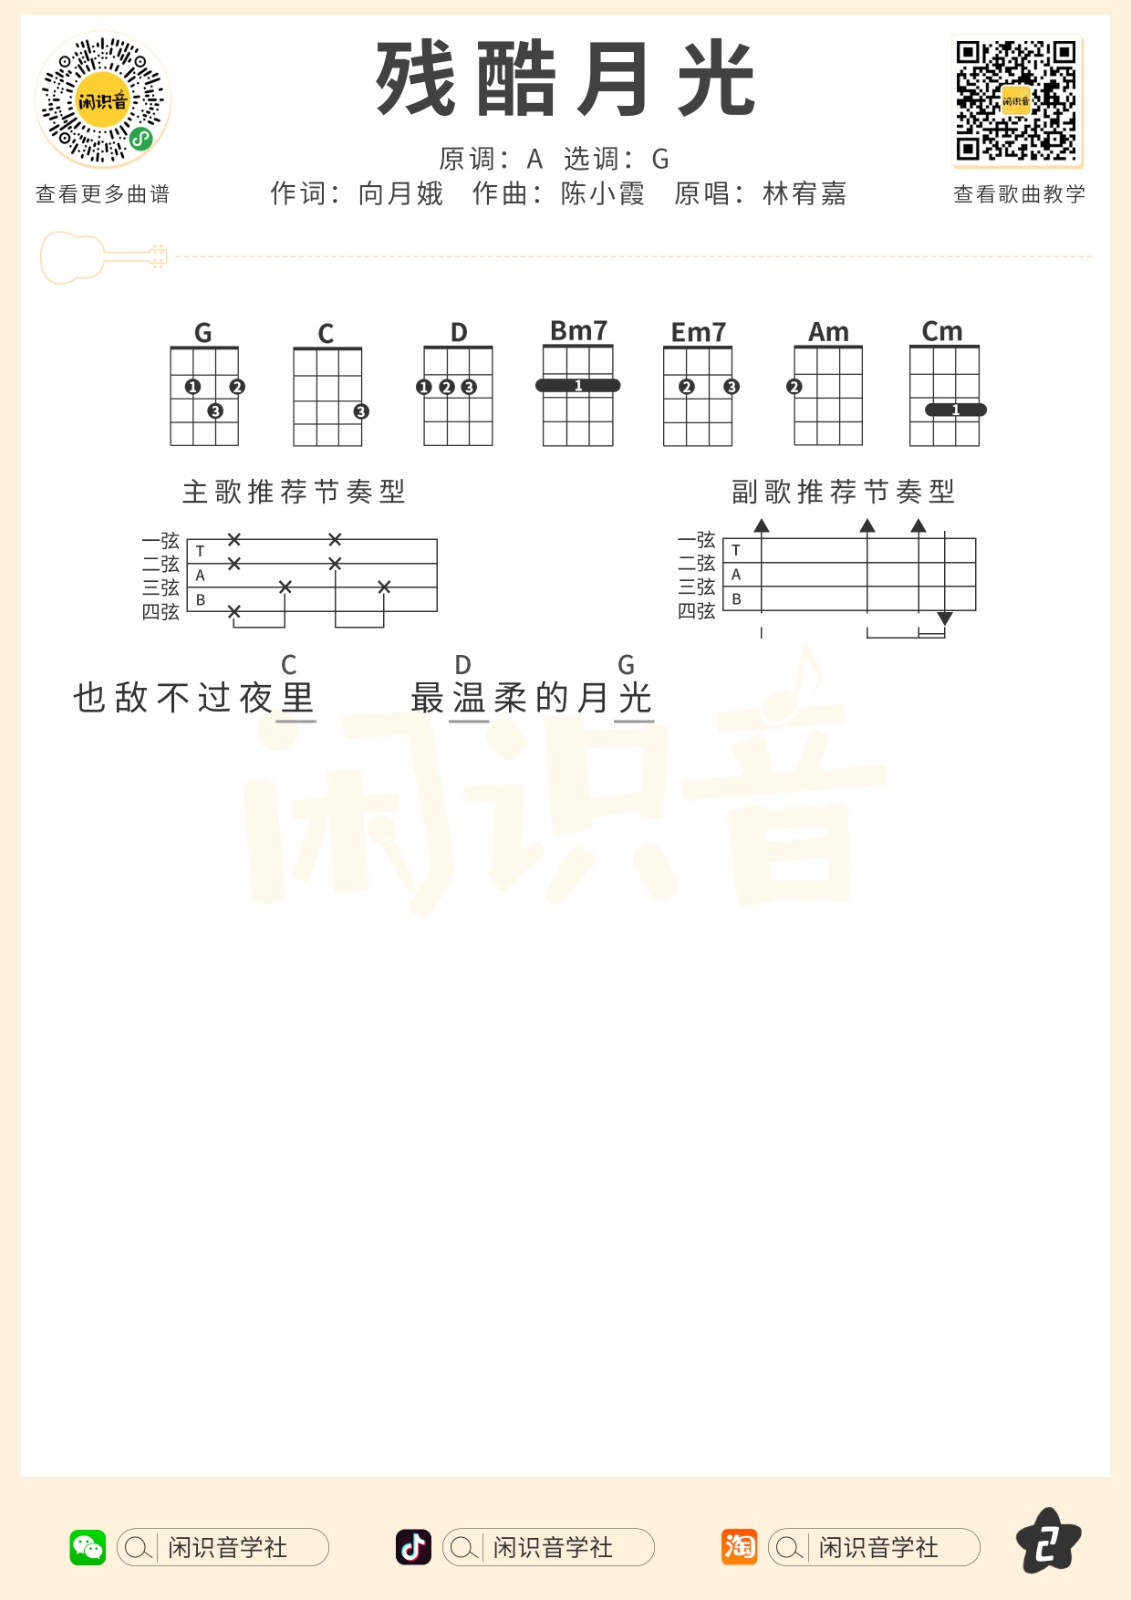 残酷月光
闲识音
查看更多曲谱
闲识音
查看歌曲教学
原调：A 选调：G
作词：向月娥 作曲：陈小霞 原唱：林宥嘉
G C D Bm7 Em7 Am Cm
1 2 3
3
1 2 3
1
2 3
2
1
主歌推荐节奏型 副歌推荐节奏型
一弦
二弦
三弦
四弦
T
A
B
一弦
二弦
三弦
四弦
T
A
B
C D G
也敌不过夜里 最温柔的月光
闲识音
闲识音学社 闲识音学社 淘 闲识音学社 2